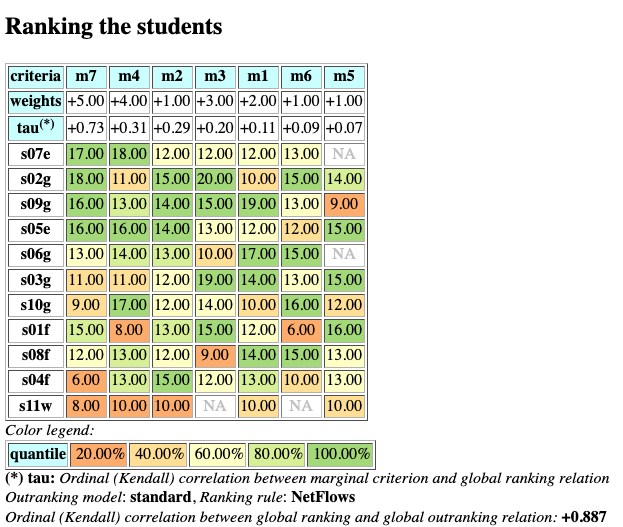 Ranking the students
criteria m7 m4 m2 m3 m1 m6 m5
weights +5.00 +4.00 +1.00 +3.00 +2.00 +1.00 +1.00
tau(*) +0.73 +0.31 +0.29 +0.20 +0.11 +0.09 +0.07
s07e 17.00 18.00 12.00 12.00 12.00 13.00 NA
s02g 18.00 11.00 15.00 20.00 10.00 15.00 14.00
s09g 16.00 13.00 14.00 15.00 19.00 13.00 9.00
s05e 16.00 16.00 14.00 13.00 12.00 12.00 15.00
s06g 13.00 14.00 13.00 10.00 17.00 15.00 NA
s03g 11.00 11.00 12.00 19.00 14.00 13.00 15.00
s10g 9.00 17.00 12.00 14.00 10.00 16.00 12.00
s01f 15.00 8.00 13.00 15.00 12.00 6.00 16.00
s08f 12.00 13.00 12.00 9.00 14.00 15.00 13.00
s04f 6.00 13.00 15.00 12.00 13.00 10.00 13.00
s11w 8.00 10.00 10.00 NA 10.00 NA 10.00
Color legend:
quantile 20.00% 40.00% 60.00% 80.00% 100.00%
(*) tau: Ordinal (Kendall) correlation between marginal criterion and global ranking relation
Outranking model: standard, Ranking rule: NetFlows
Ordinal (Kendall) correlation between global ranking and global outranking relation: +0.887